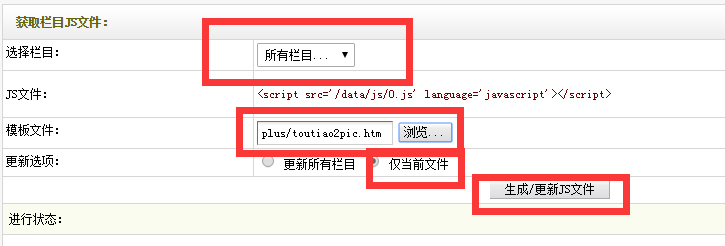 获取栏目JS文件：
选择栏目： 所有栏目...
JS文件： <script src='/data/js/0.js' language='javascript'></script>
模板文件： plus/toutiao2pic.htm 浏览...
更新选项： 更新所有栏目 仅当前文件
生成/更新JS文件
进行状态：